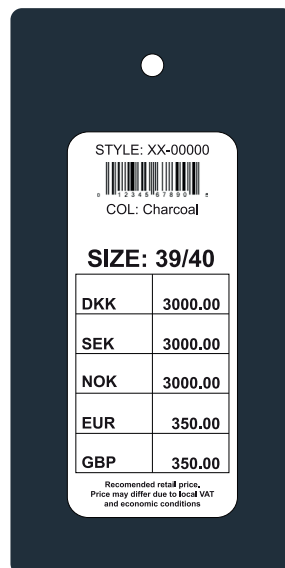 STYLE: XX-00000
0 12345 67890 5
COL: Charcoal
SIZE: 39/40
DKK 3000.00
SEK 3000.00
NOK 3000.00
EUR 350.00
GBP 350.00
Recomended retail price.
Price may differ due to local VAT
and economic conditions